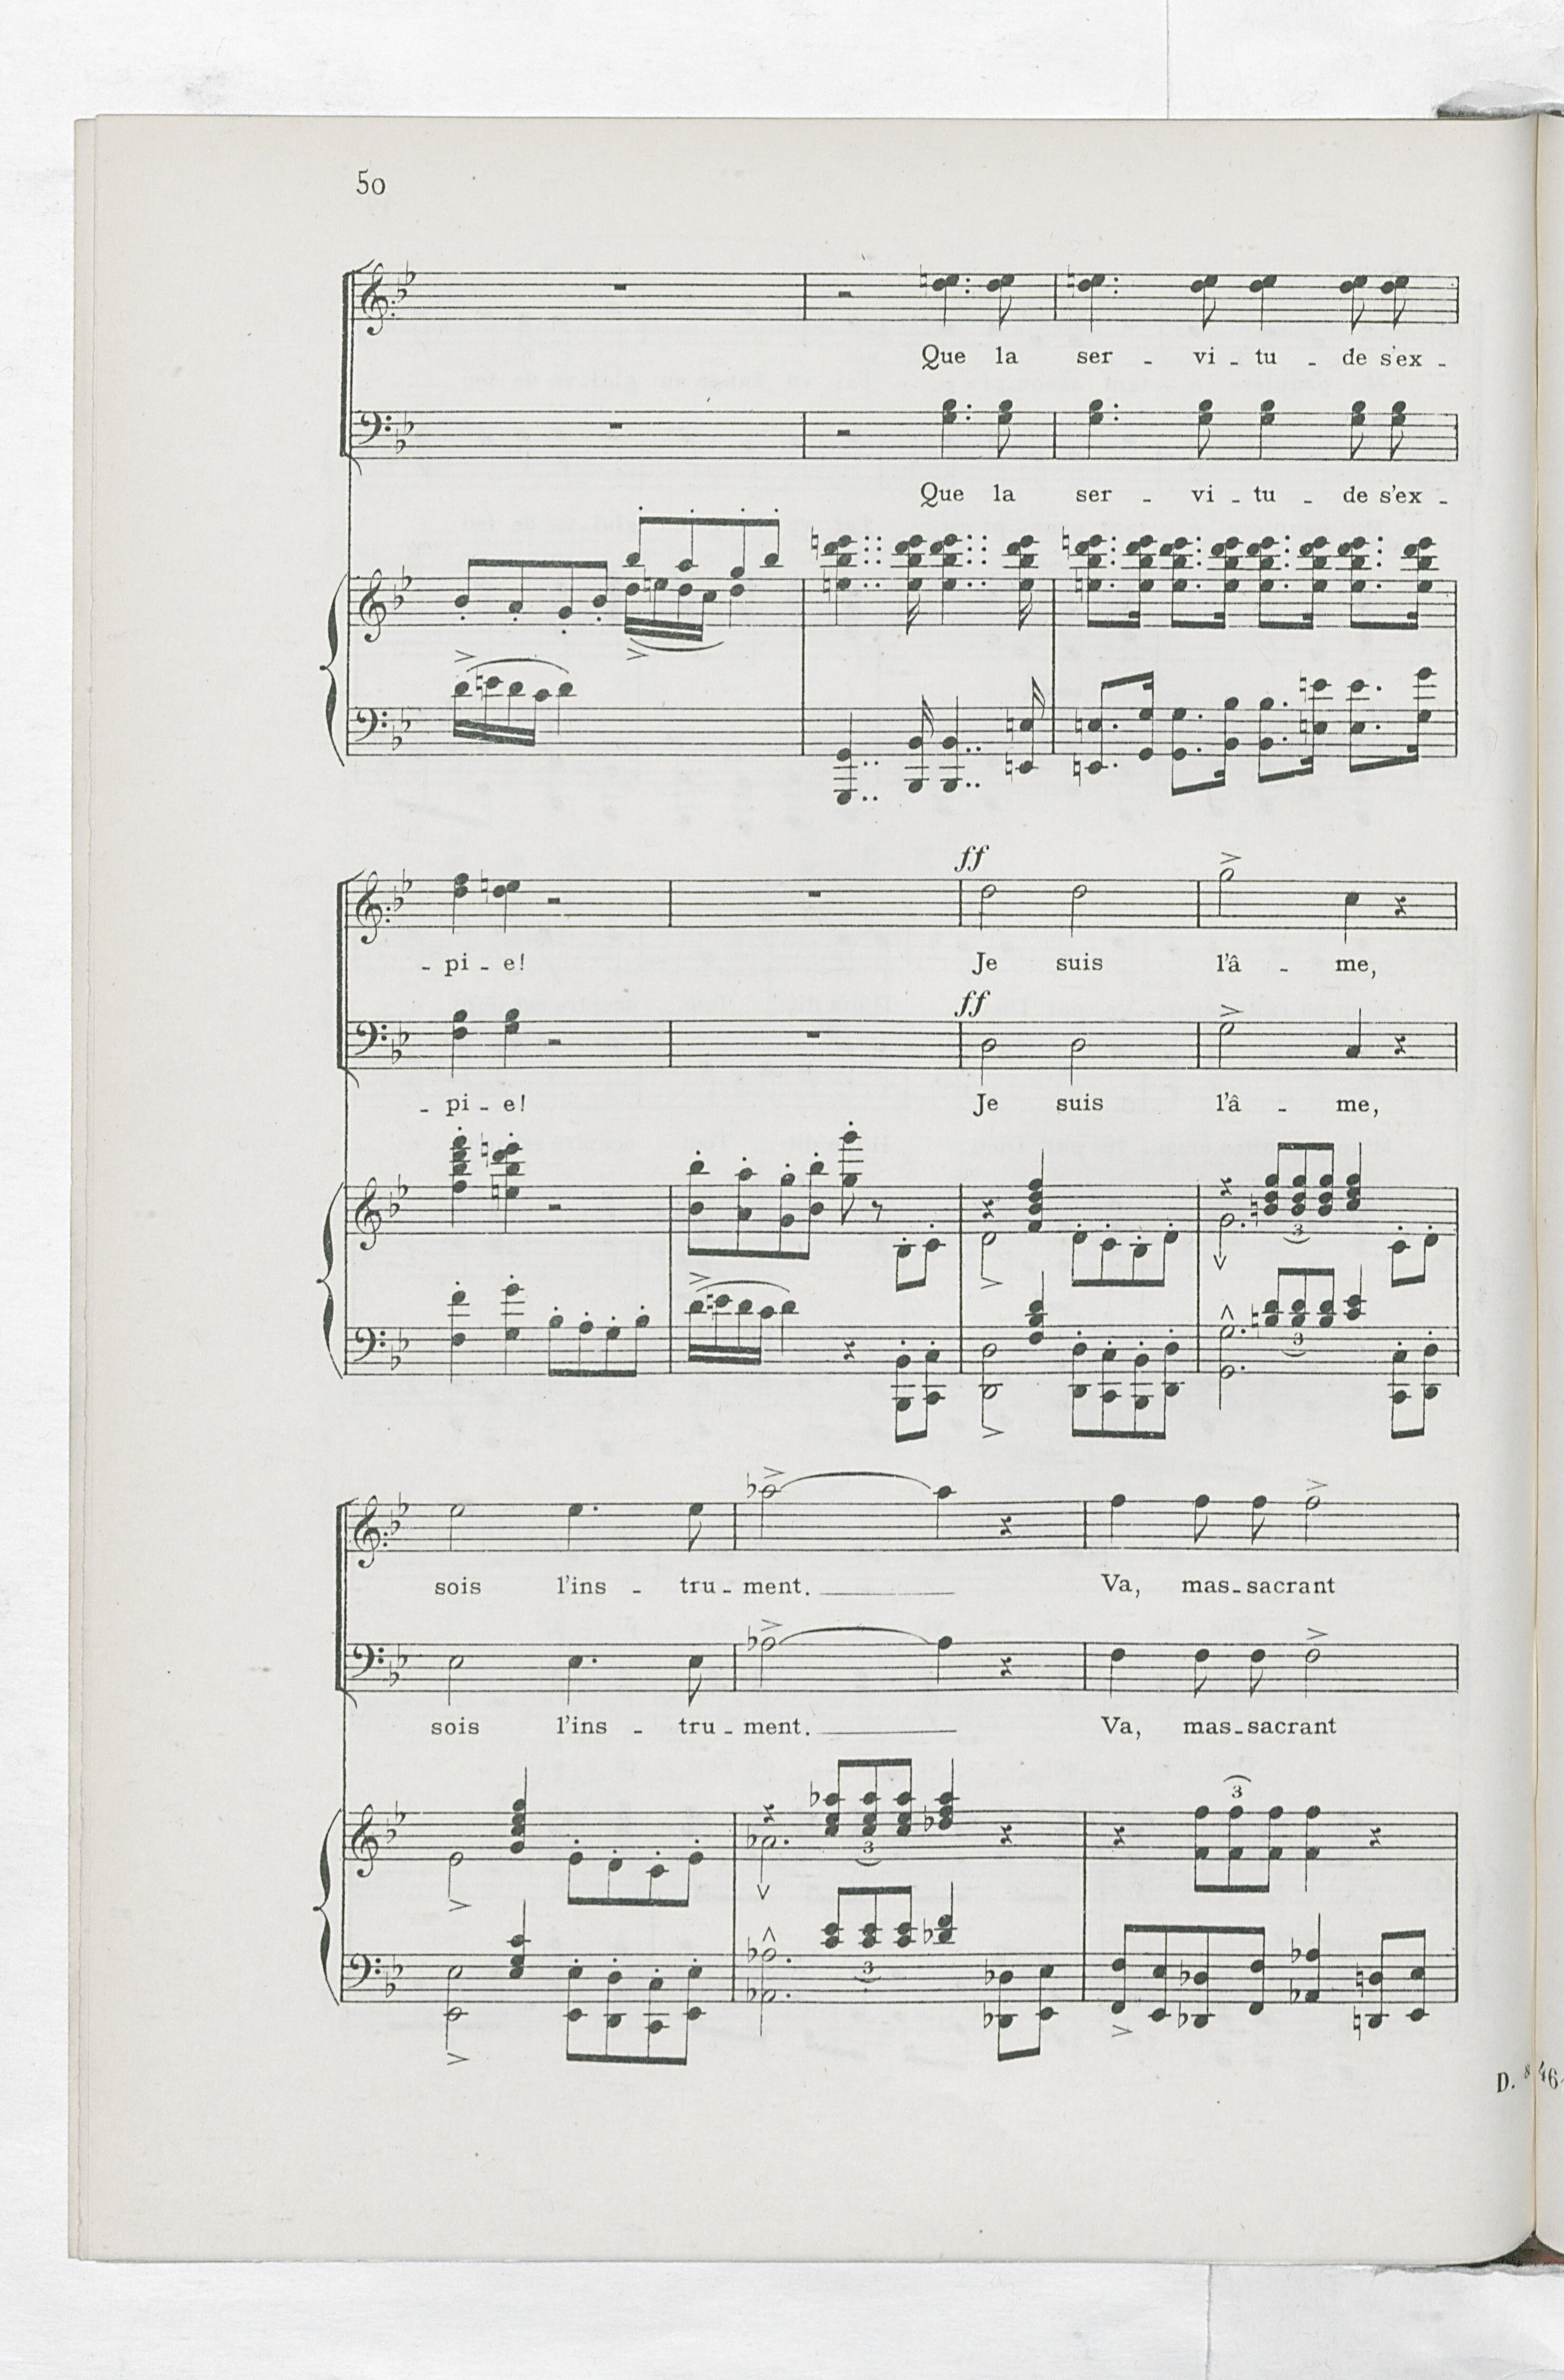 50
Que la ser - vi - tu - de s'ex -
Que la ser - vi - tu - de s'ex -
ff
- pi - e! Je suis l'â - me,
ff
- pi - e! Je suis l'â - me,
3
3
sois l'ins - tru - ment. Va, mas - sacrant
sois l'ins - tru - ment. Va, mas - sacrant
3
3
3
D. 8 46